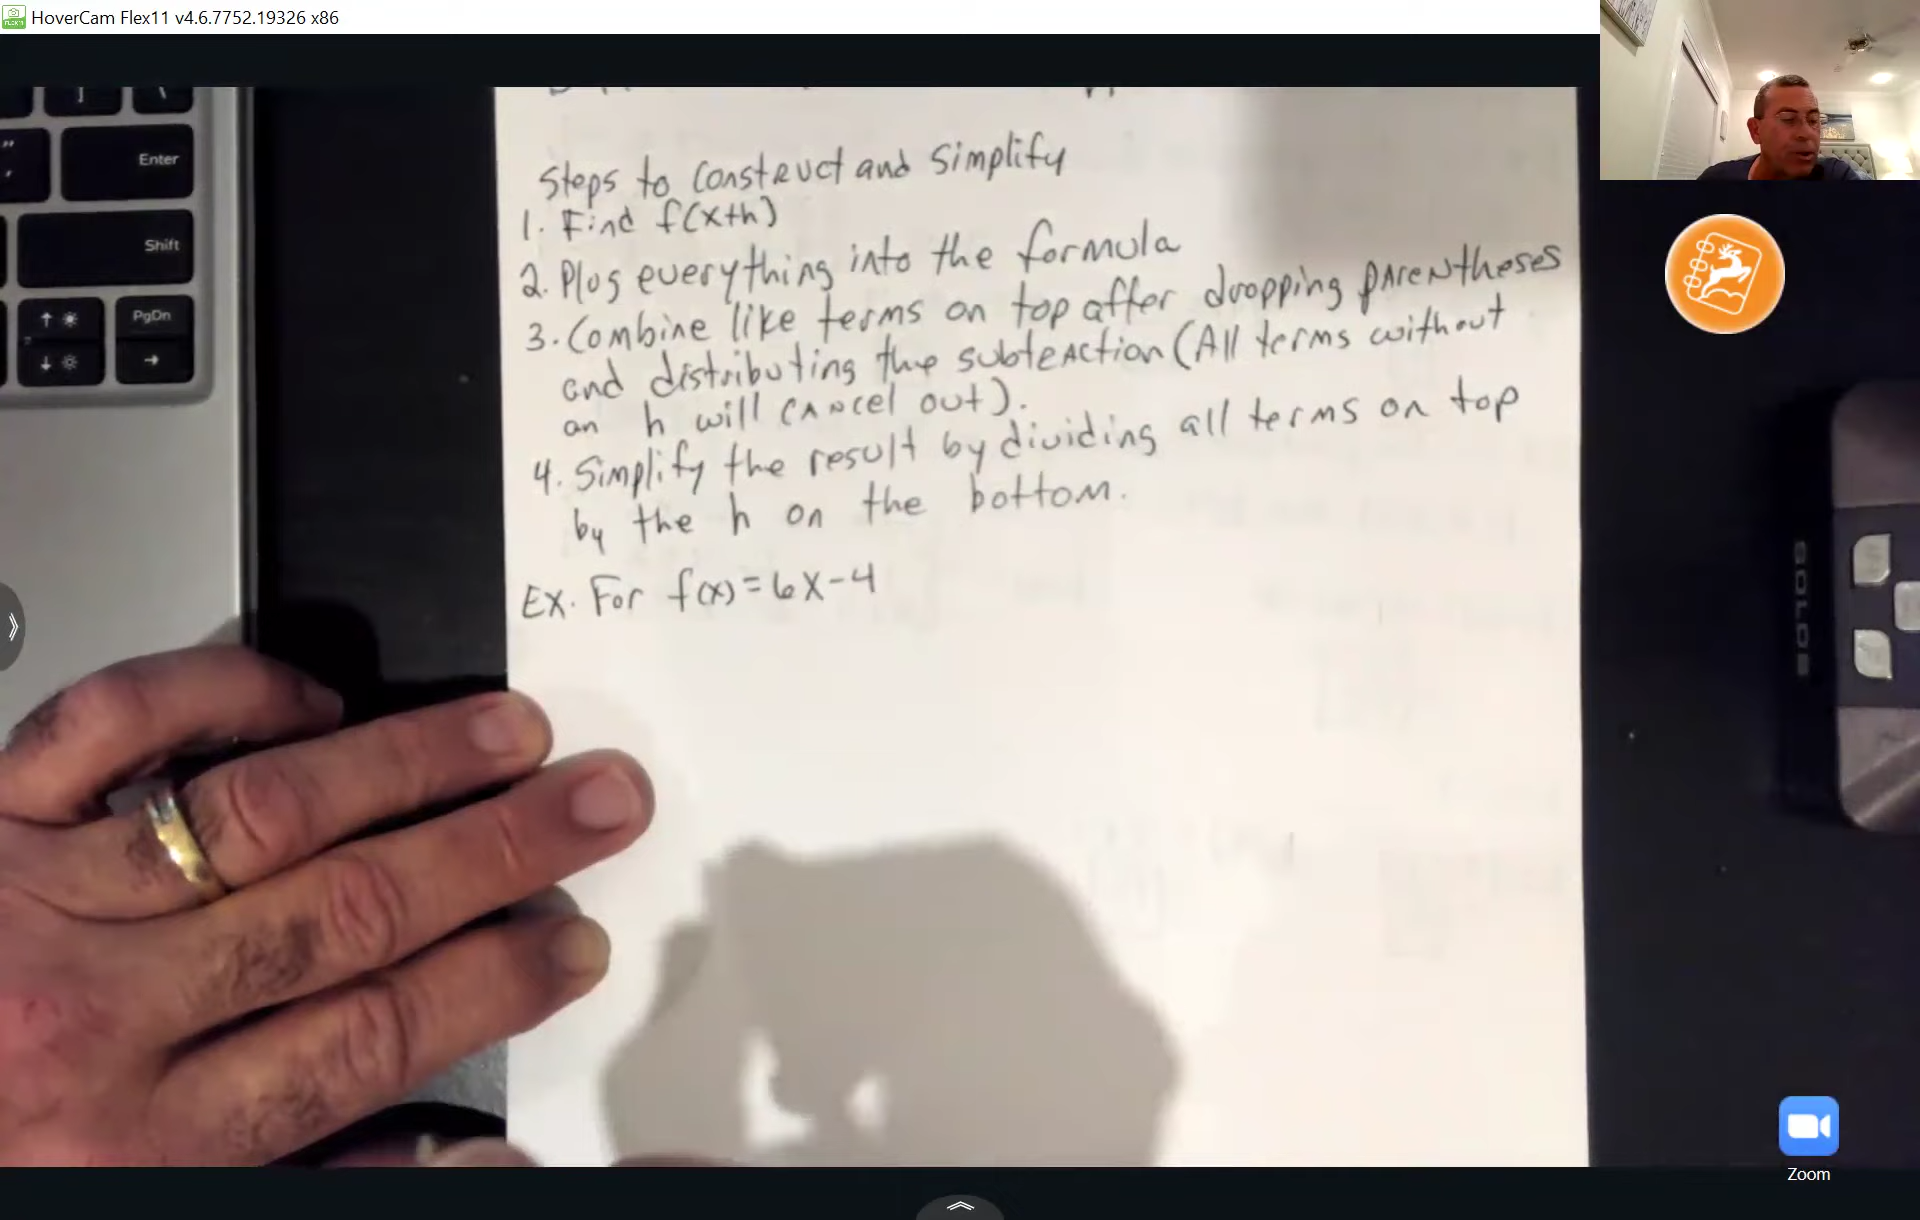 HoverCam Flex11 v4.6.7752.19326 x86
Steps to construct and simplify
1. Find f(x+h)
2. Plug everything into the formula
3. Combine like terms on top after dropping parentheses
and distributing the subtraction (All terms without
an h will cancel out).
4. Simplify the result by dividing all terms on top
by the h on the bottom.
Ex. For f(x)=6x-4
Enter
Shift
PgDn
Zoom